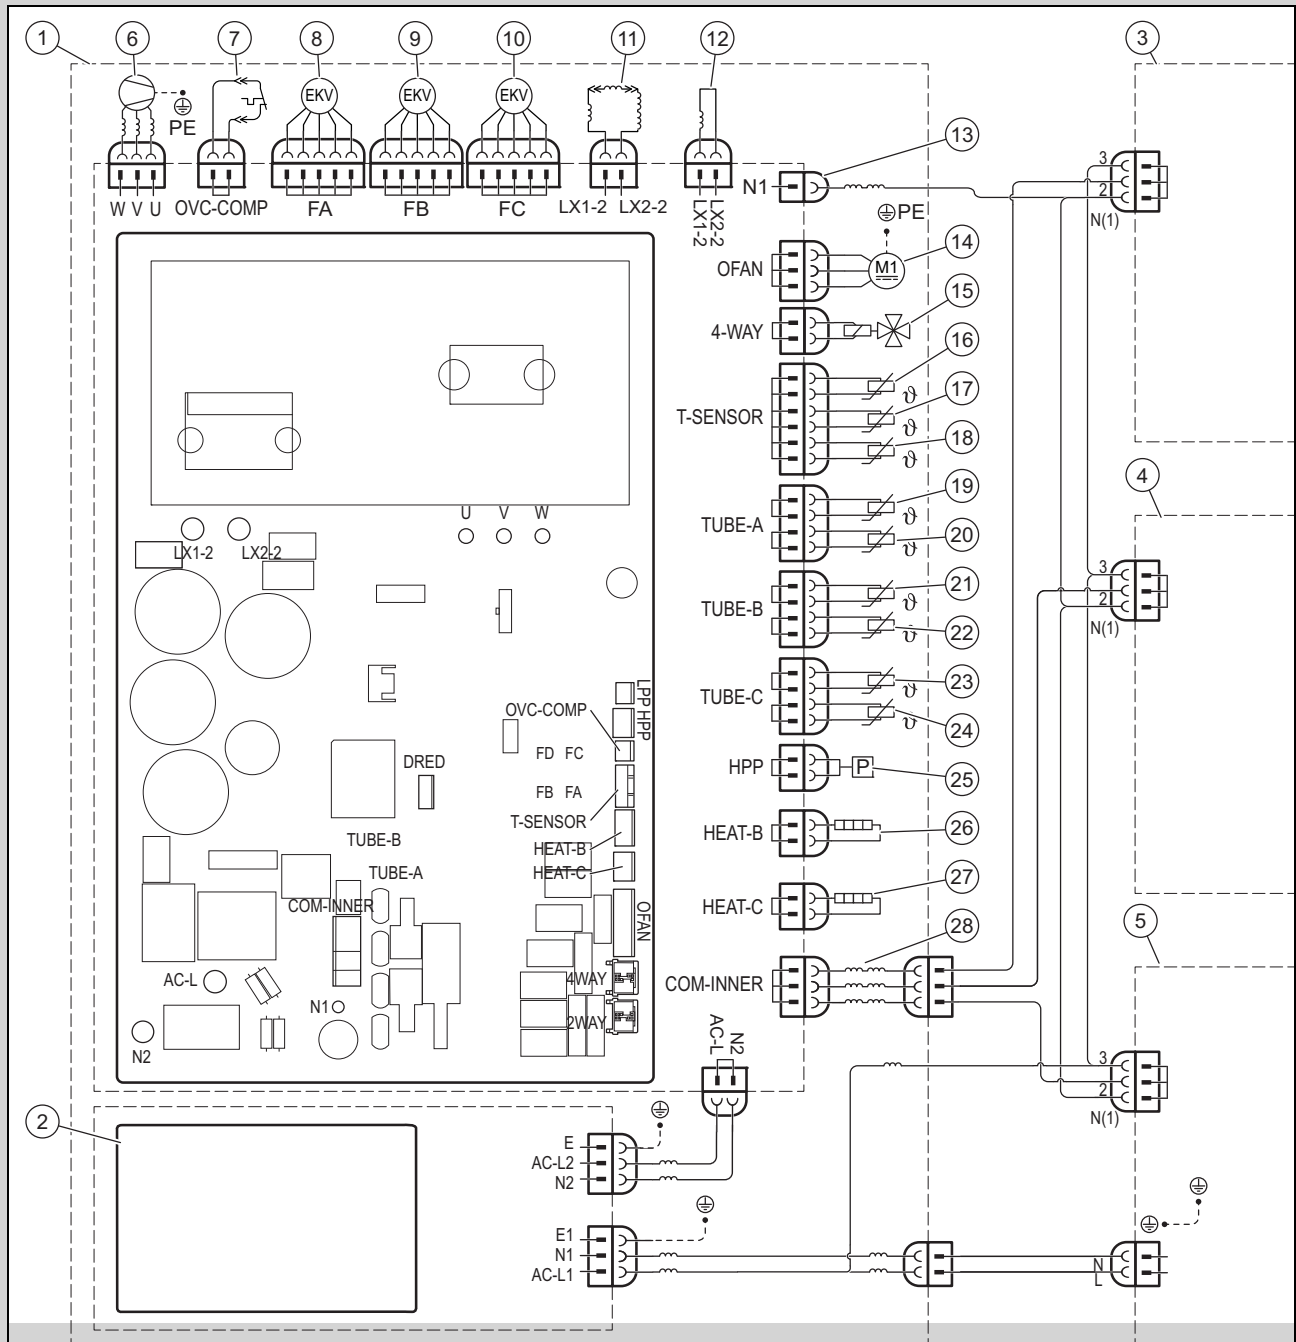 1 6 7 8 9 10 11 12 3
EKV EKV EKV
PE
W V U OVC-COMP FA FB FC LX1-2 LX2-2
LX1-2
LX2-2
N1
13
3
2
N(1)
PE
OFAN
M1
14
4-WAY
15
16
T-SENSOR
ϑ
17
ϑ
18
ϑ
4
TUBE-A
19
ϑ
20
ϑ
TUBE-B
21
ϑ
22
ϑ
3
2
N(1)
TUBE-C
23
ϑ
24
ϑ
HPP
P
25
HEAT-B
26
HEAT-C
27
28
COM-INNER
5
U V W
LX1-2 LX2-2
LPP HPP
OVC-COMP
FD FC
DRED
FB FA
T-SENSOR
TUBE-B
HEAT-B
TUBE-A
HEAT-C
COM-INNER
OFAN
AC-L
4WAY
N1
2WAY
N2
AC-L
N2
3
2
N(1)
2
E
AC-L2
N2
E1
N1
AC-L1
N
L